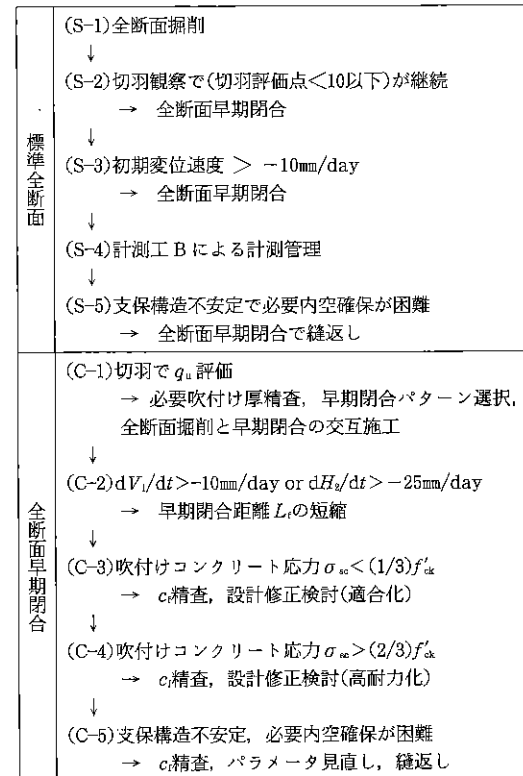 標準全断面
(S-1)全断面掘削
↓
(S-2)切羽観察で(切羽評価点<10以下)が継続
→ 全断面早期閉合
↓
(S-3)初期変位速度 > -10mm/day
→ 全断面早期閉合
↓
(S-4)計測工Bによる計測管理
↓
(S-5)支保構造不安定で必要内空確保が困難
→ 全断面早期閉合で縫返し
全断面早期閉合
(C-1)切羽でqu評価
→ 必要吹付け厚精査，早期閉合パターン選択，
全断面掘削と早期閉合の交互施工
↓
(C-2)dV₁/dt>-10mm/day or dH₂/dt>-25mm/day
→ 早期閉合距離Lfの短縮
↓
(C-3)吹付けコンクリート応力σsc<(1/3)f'ck
→ ci精査，設計修正検討(適合化)
↓
(C-4)吹付けコンクリート応力σsc>(2/3)f'ck
→ ci精査，設計修正検討(高耐力化)
↓
(C-5)支保構造不安定，必要内空確保が困難
→ ci精査，パラメータ見直し，縫返し